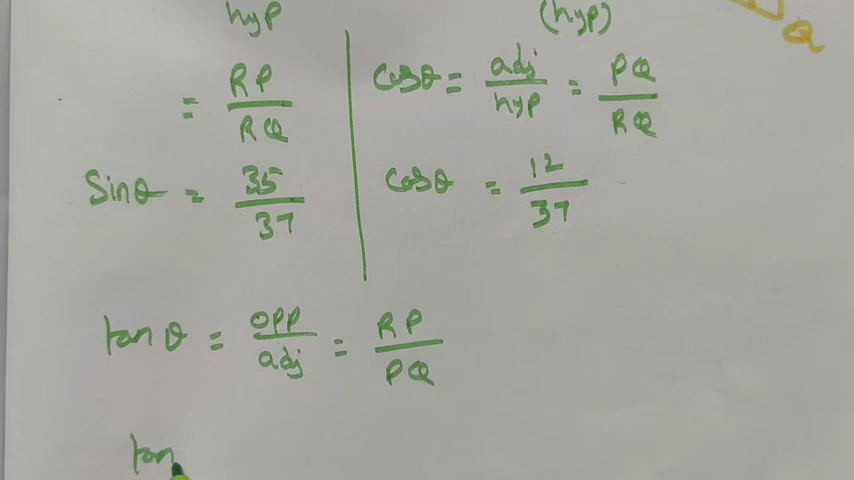 hyp
(hyp)
Q
= RP/RQ
Cosθ = adj/hyp = PQ/RQ
Sinθ = 35/37
Cosθ = 12/37
tanθ = opp/adj = RP/PQ
tan